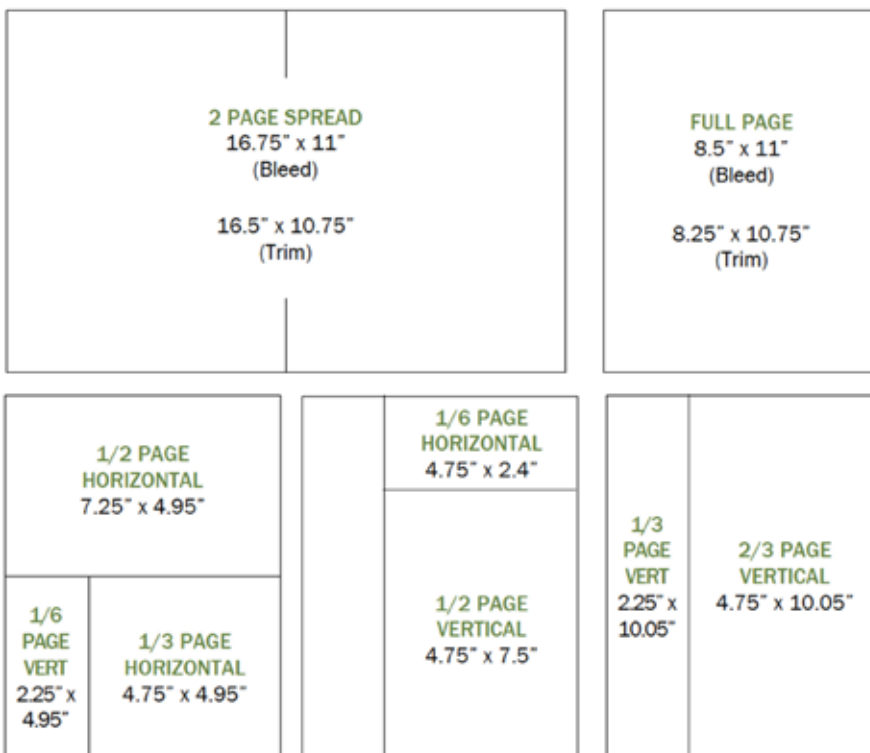 2 PAGE SPREAD
16.75" x 11"
(Bleed)
16.5" x 10.75"
(Trim)
FULL PAGE
8.5" x 11"
(Bleed)
8.25" x 10.75"
(Trim)
1/2 PAGE
HORIZONTAL
7.25" x 4.95"
1/6
PAGE
VERT
2.25" x
4.95"
1/3 PAGE
HORIZONTAL
4.75" x 4.95"
1/6 PAGE
HORIZONTAL
4.75" x 2.4"
1/2 PAGE
VERTICAL
4.75" x 7.5"
1/3
PAGE
VERT
2.25" x
10.05"
2/3 PAGE
VERTICAL
4.75" x 10.05"